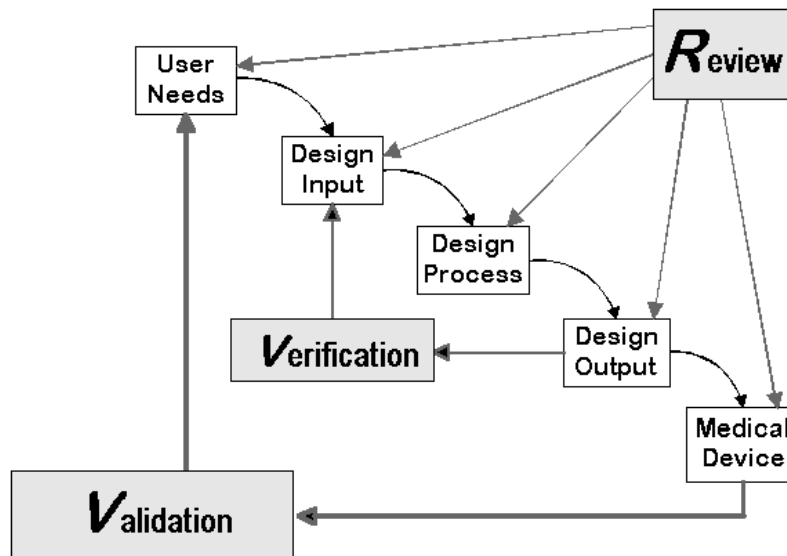 User
Needs
Review
Design
Input
Design
Process
Verification
Design
Output
Medical
Device
Validation